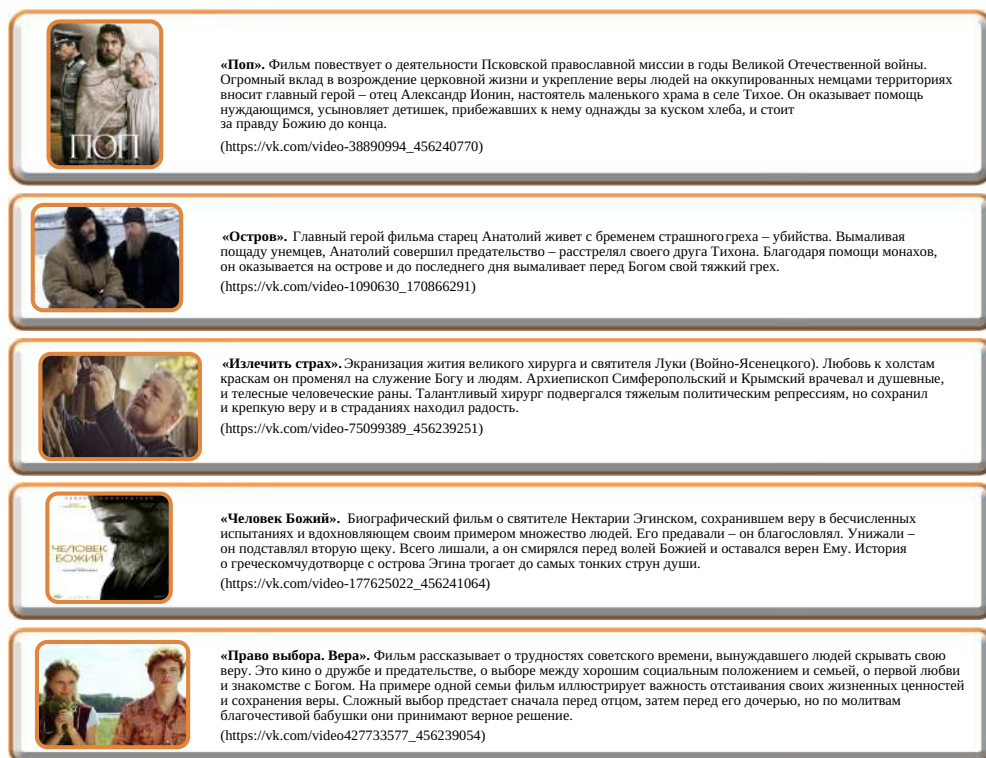 ПОП
«Поп». Фильм повествует о деятельности Псковской православной миссии в годы Великой Отечественной войны.
Огромный вклад в возрождение церковной жизни и укрепление веры людей на оккупированных немцами территориях
вносит главный герой – отец Александр Ионин, настоятель маленького храма в селе Тихое. Он оказывает помощь
нуждающимся, усыновляет детишек, прибежавших к нему однажды за куском хлеба, и стоит
за правду Божию до конца.
(https://vk.com/video-38890994_456240770)
«Остров». Главный герой фильма старец Анатолий живет с бременем страшногогреха – убийства. Вымаливая
пощаду унемцев, Анатолий совершил предательство – расстрелял своего друга Тихона. Благодаря помощи монахов,
он оказывается на острове и до последнего дня вымаливает перед Богом свой тяжкий грех.
(https://vk.com/video-1090630_170866291)
«Излечить страх». Экранизация жития великого хирурга и святителя Луки (Войно-Ясенецкого). Любовь к холстам
краскам он променял на служение Богу и людям. Архиепископ Симферопольский и Крымский врачевал и душевные,
и телесные человеческие раны. Талантливый хирург подвергался тяжелым политическим репрессиям, но сохранил
и крепкую веру и в страданиях находил радость.
(https://vk.com/video-75099389_456239251)
ЧЕЛОВЕК
БОЖИЙ
«Человек Божий». Биографический фильм о святителе Нектарии Эгинском, сохранившем веру в бесчисленных
испытаниях и вдохновляющем своим примером множество людей. Его предавали – он благословлял. Унижали –
он подставлял вторую щеку. Всего лишали, а он смирялся перед волей Божией и оставался верен Ему. История
о греческомчудотворце с острова Эгина трогает до самых тонких струн души.
(https://vk.com/video-177625022_456241064)
«Право выбора. Вера». Фильм рассказывает о трудностях советского времени, вынуждавшего людей скрывать свою
веру. Это кино о дружбе и предательстве, о выборе между хорошим социальным положением и семьей, о первой любви
и знакомстве с Богом. На примере одной семьи фильм иллюстрирует важность отстаивания своих жизненных ценностей
и сохранения веры. Сложный выбор предстает сначала перед отцом, затем перед его дочерью, но по молитвам
благочестивой бабушки они принимают верное решение.
(https://vk.com/video427733577_456239054)